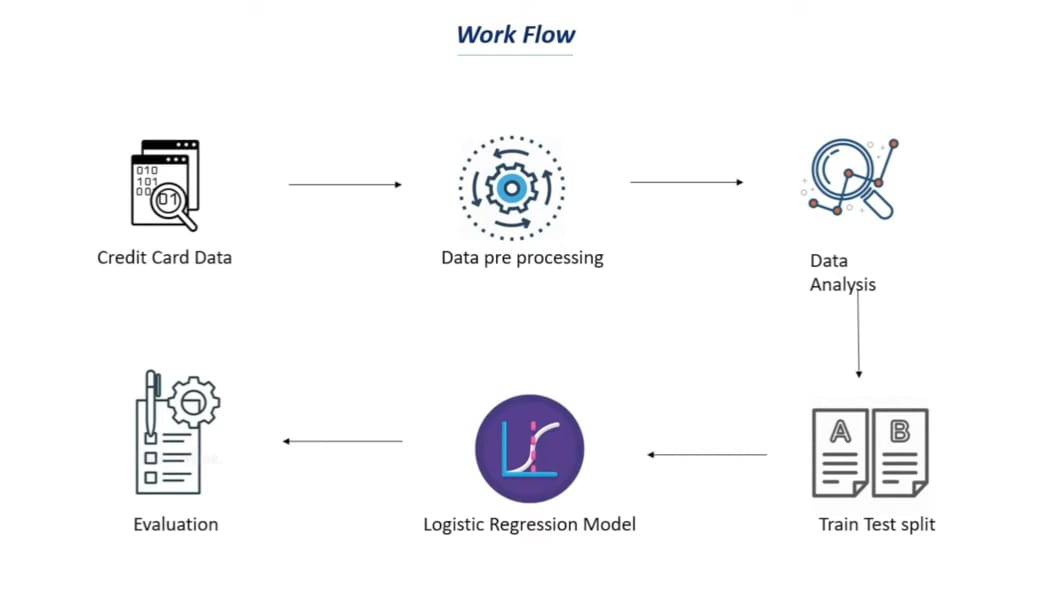 Work Flow
010
101
00
01
Credit Card Data
Data pre processing
Data
Analysis
A
B
Train Test split
Logistic Regression Model
Evaluation